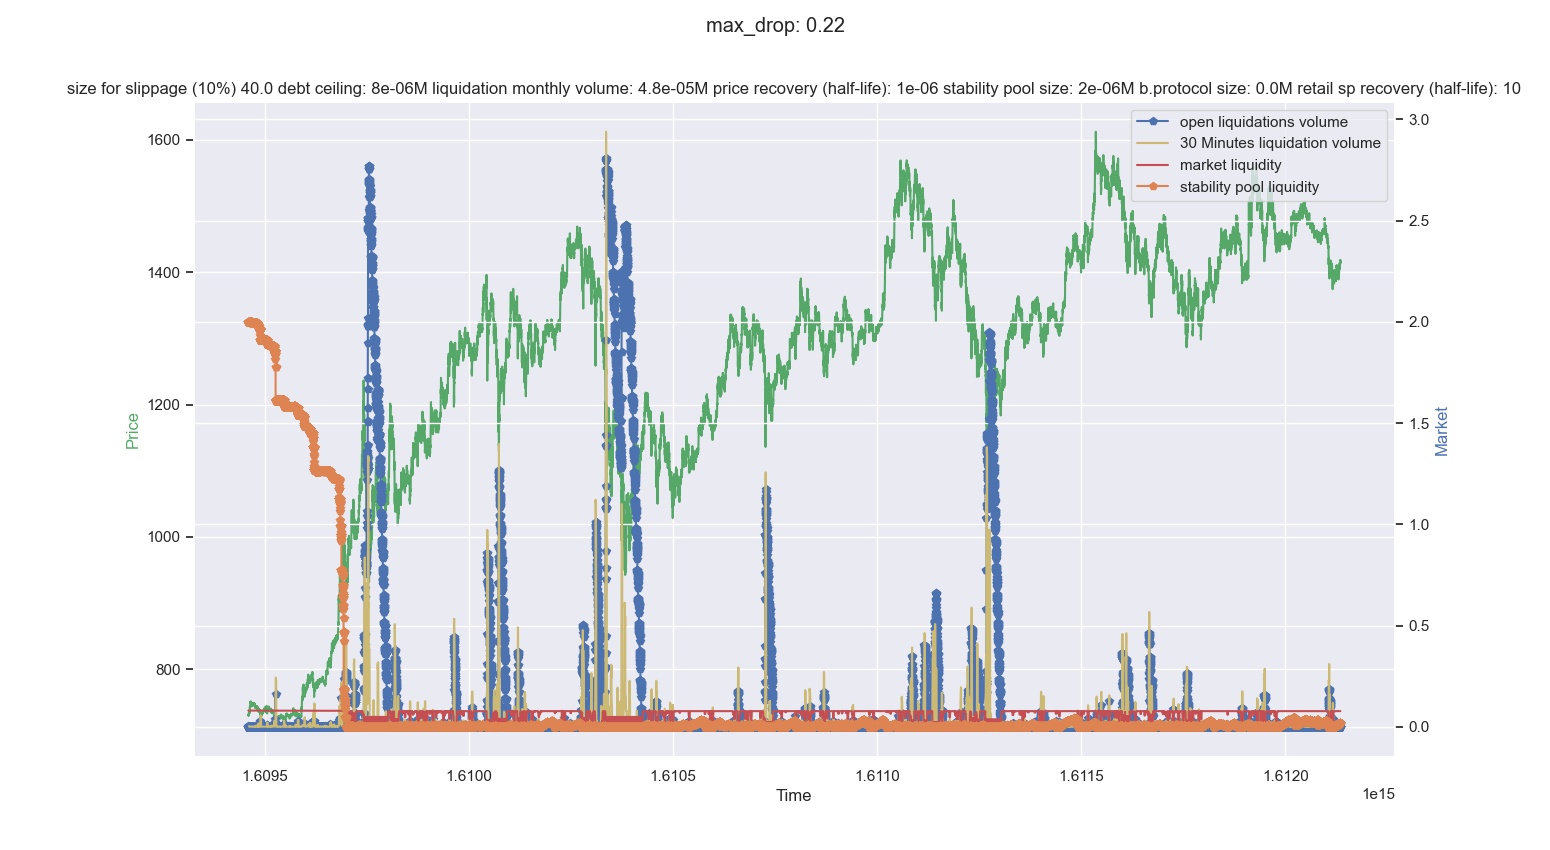 max_drop: 0.22
size for slippage (10%) 40.0 debt ceiling: 8e-06M liquidation monthly volume: 4.8e-05M price recovery (half-life): 1e-06 stability pool size: 2e-06M b.protocol size: 0.0M retail sp recovery (half-life): 10
open liquidations volume
30 Minutes liquidation volume
market liquidity
stability pool liquidity
Price
1600
1400
1200
1000
800
Market
3.0
2.5
2.0
1.5
1.0
0.5
0.0
1.6095 1.6100 1.6105 1.6110 1.6115 1.6120
Time
1e15